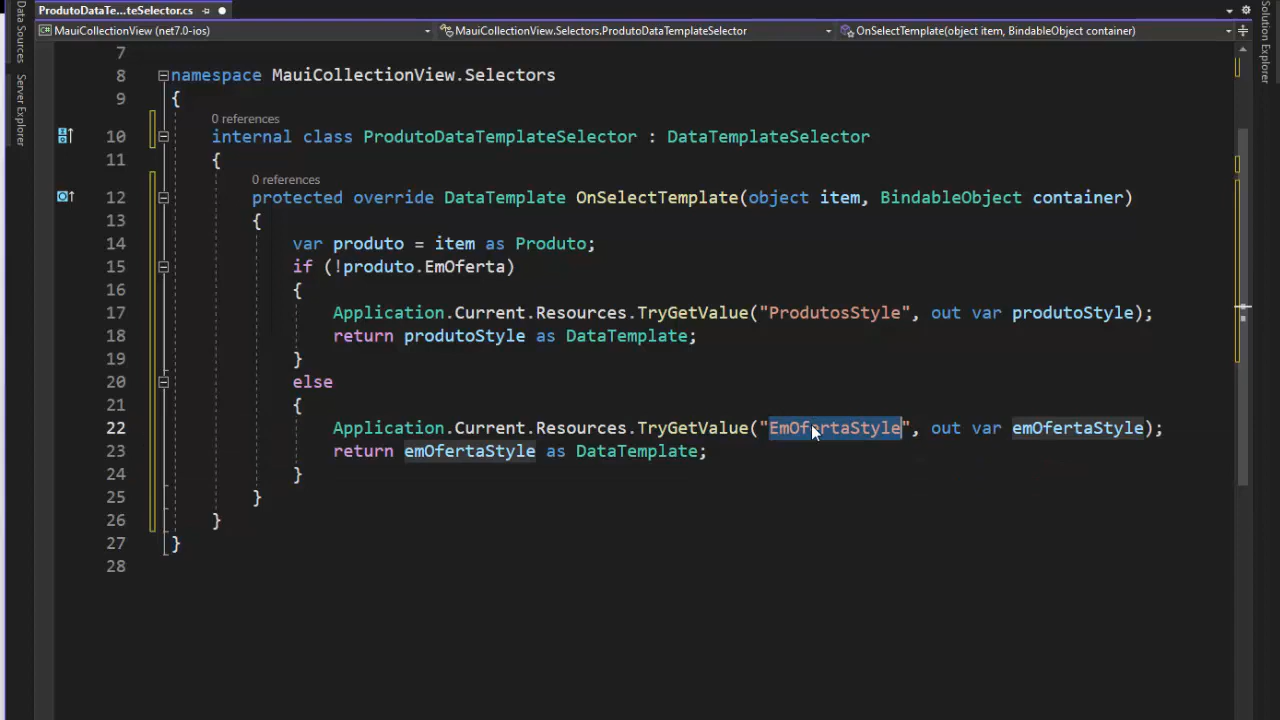 ProdutoDataTe...teSelector.cs
Data Sources
Server Explorer
Solution Explorer
MauiCollectionView (net7.0-ios)
MauiCollectionView.Selectors.ProdutoDataTemplateSelector
OnSelectTemplate(object item, BindableObject container)
7
8 namespace MauiCollectionView.Selectors
9 {
0 references
10 internal class ProdutoDataTemplateSelector : DataTemplateSelector
11 {
0 references
12 protected override DataTemplate OnSelectTemplate(object item, BindableObject container)
13 {
14 var produto = item as Produto;
15 if (!produto.EmOferta)
16 {
17 Application.Current.Resources.TryGetValue("ProdutosStyle", out var produtoStyle);
18 return produtoStyle as DataTemplate;
19 }
20 else
21 {
22 Application.Current.Resources.TryGetValue("EmOfertaStyle", out var emOfertaStyle);
23 return emOfertaStyle as DataTemplate;
24 }
25 }
26 }
27 }
28